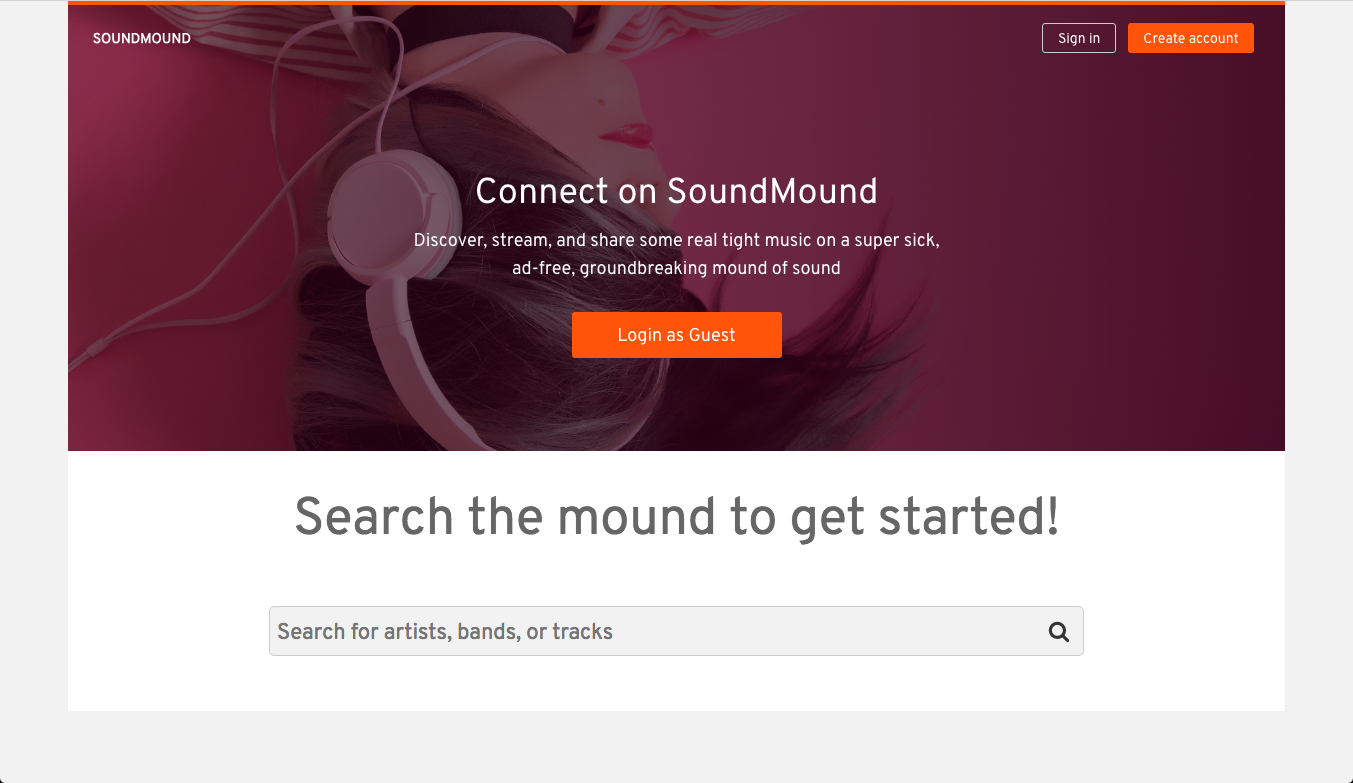 SOUNDMOUND
Sign in
Create account
Connect on SoundMound
Discover, stream, and share some real tight music on a super sick,
ad-free, groundbreaking mound of sound
Login as Guest
Search the mound to get started!
Search for artists, bands, or tracks